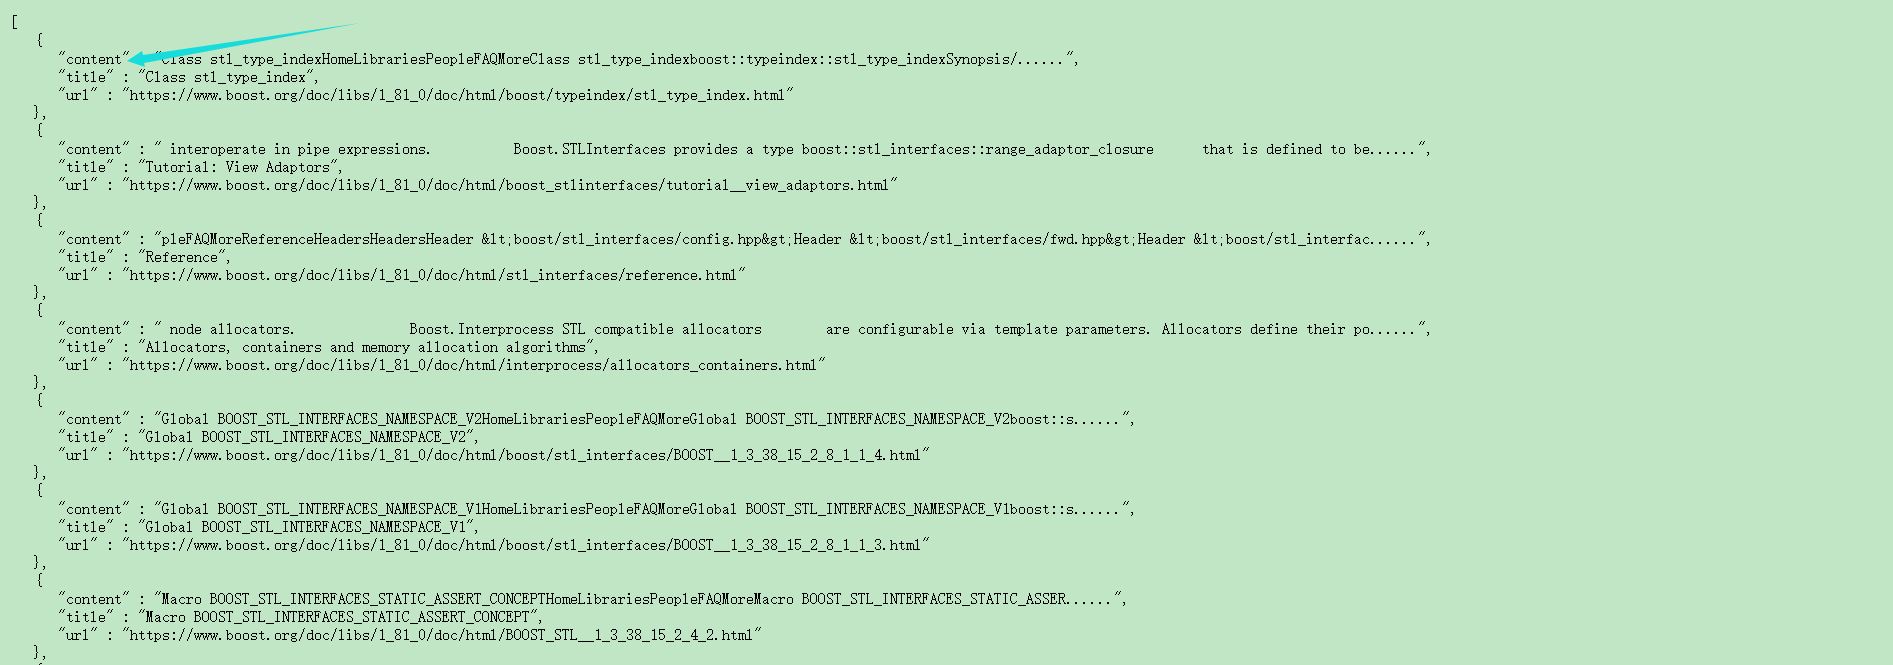 [
{
"content" : "Class stl_type_indexHomeLibrariesPeopleFAQMoreClass stl_type_indexboost::typeindex::stl_type_indexSynopsis/......",
"title" : "Class stl_type_index",
"url" : "https://www.boost.org/doc/libs/1_81_0/doc/html/boost/typeindex/stl_type_index.html"
},
{
"content" : " interoperate in pipe expressions.          Boost.STLInterfaces provides a type boost::stl_interfaces::range_adaptor_closure      that is defined to be......",
"title" : "Tutorial: View Adaptors",
"url" : "https://www.boost.org/doc/libs/1_81_0/doc/html/boost_stlinterfaces/tutorial__view_adaptors.html"
},
{
"content" : "pleFAQMoreReferenceHeadersHeadersHeader &lt;boost/stl_interfaces/config.hpp&gt;Header &lt;boost/stl_interfaces/fwd.hpp&gt;Header &lt;boost/stl_interfac......",
"title" : "Reference",
"url" : "https://www.boost.org/doc/libs/1_81_0/doc/html/stl_interfaces/reference.html"
},
{
"content" : " node allocators.              Boost.Interprocess STL compatible allocators        are configurable via template parameters. Allocators define their po......",
"title" : "Allocators, containers and memory allocation algorithms",
"url" : "https://www.boost.org/doc/libs/1_81_0/doc/html/interprocess/allocators_containers.html"
},
{
"content" : "Global BOOST_STL_INTERFACES_NAMESPACE_V2HomeLibrariesPeopleFAQMoreGlobal BOOST_STL_INTERFACES_NAMESPACE_V2boost::s......",
"title" : "Global BOOST_STL_INTERFACES_NAMESPACE_V2",
"url" : "https://www.boost.org/doc/libs/1_81_0/doc/html/boost/stl_interfaces/BOOST__1_3_38_15_2_8_1_1_4.html"
},
{
"content" : "Global BOOST_STL_INTERFACES_NAMESPACE_V1HomeLibrariesPeopleFAQMoreGlobal BOOST_STL_INTERFACES_NAMESPACE_V1boost::s......",
"title" : "Global BOOST_STL_INTERFACES_NAMESPACE_V1",
"url" : "https://www.boost.org/doc/libs/1_81_0/doc/html/boost/stl_interfaces/BOOST__1_3_38_15_2_8_1_1_3.html"
},
{
"content" : "Macro BOOST_STL_INTERFACES_STATIC_ASSERT_CONCEPTHomeLibrariesPeopleFAQMoreMacro BOOST_STL_INTERFACES_STATIC_ASSER......",
"title" : "Macro BOOST_STL_INTERFACES_STATIC_ASSERT_CONCEPT",
"url" : "https://www.boost.org/doc/libs/1_81_0/doc/html/BOOST_STL__1_3_38_15_2_4_2.html"
},